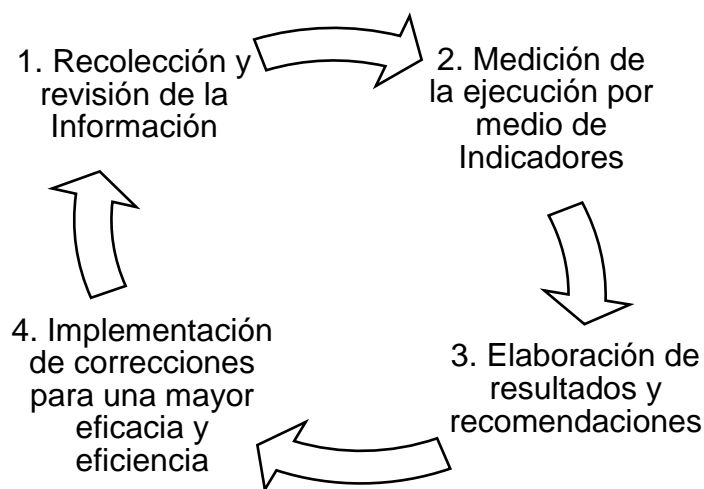 1. Recolección y
revisión de la
Información
2. Medición de
la ejecución por
medio de
Indicadores
3. Elaboración de
resultados y
recomendaciones
4. Implementación
de correcciones
para una mayor
eficacia y
eficiencia